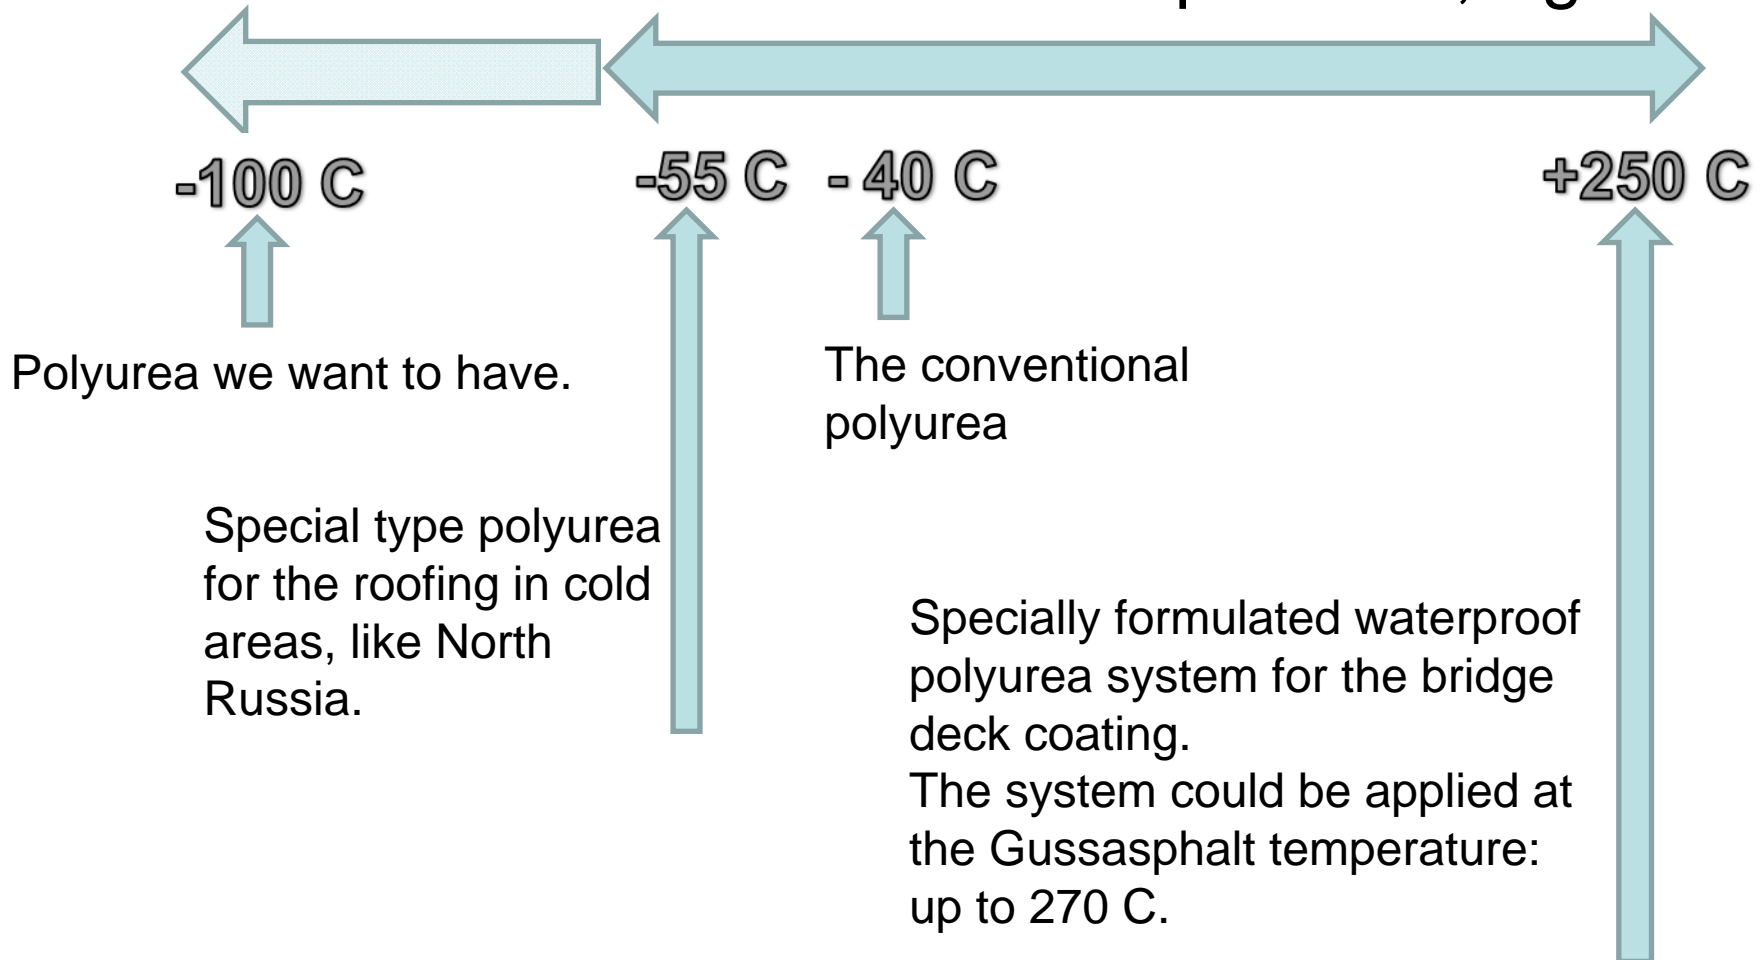 -100 C
-55 C
- 40 C
+250 C
Polyurea we want to have.
The conventional
polyurea
Special type polyurea
for the roofing in cold
areas, like North
Russia.
Specially formulated waterproof
polyurea system for the bridge
deck coating.
The system could be applied at
the Gussasphalt temperature:
up to 270 C.